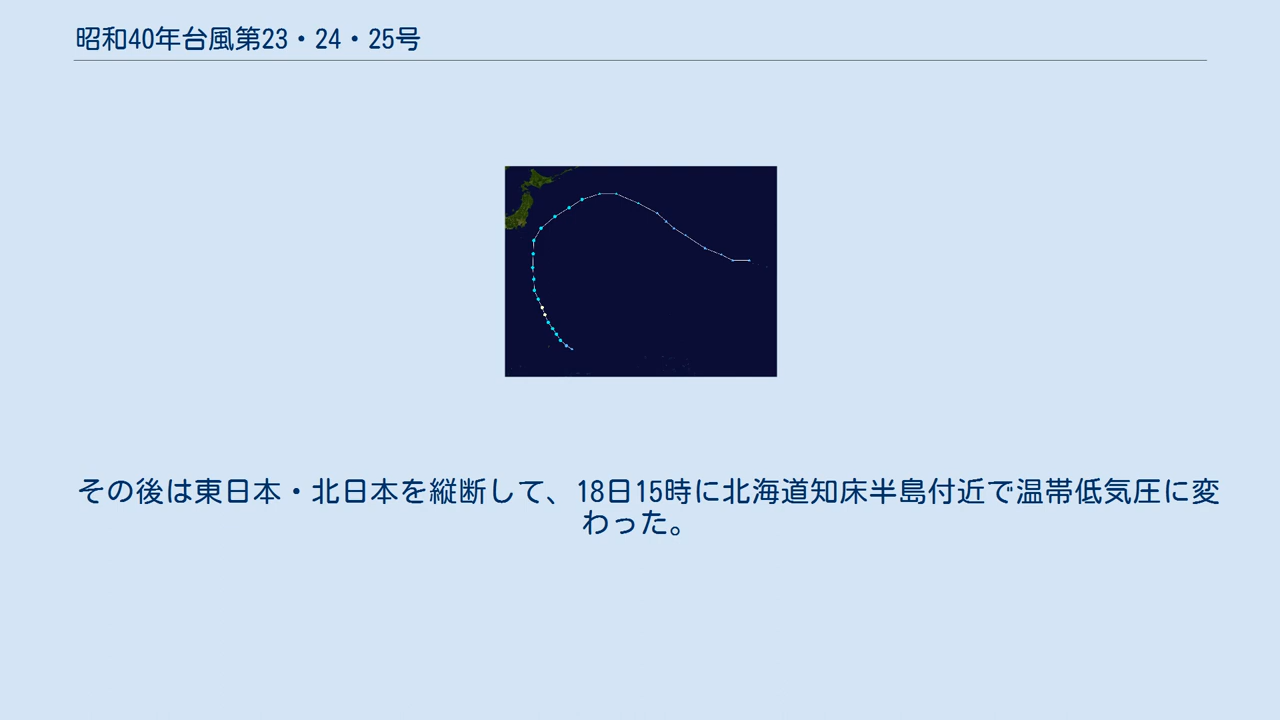 昭和40年台風第23・24・25号
その後は東日本・北日本を縦断して、18日15時に北海道知床半島付近で温帯低気圧に変
わった。